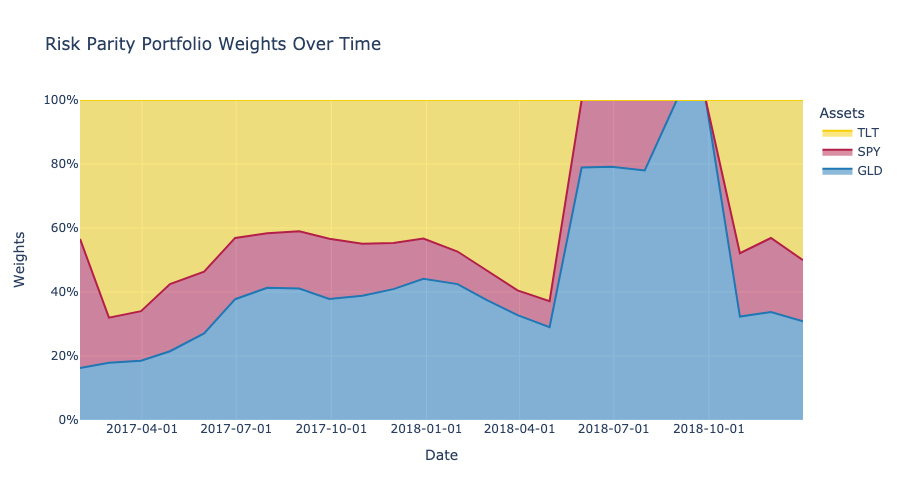 Risk Parity Portfolio Weights Over Time
Assets
TLT
SPY
GLD
Weights
100%
80%
60%
40%
20%
0%
2017-04-01 2017-07-01 2017-10-01 2018-01-01 2018-04-01 2018-07-01 2018-10-01
Date